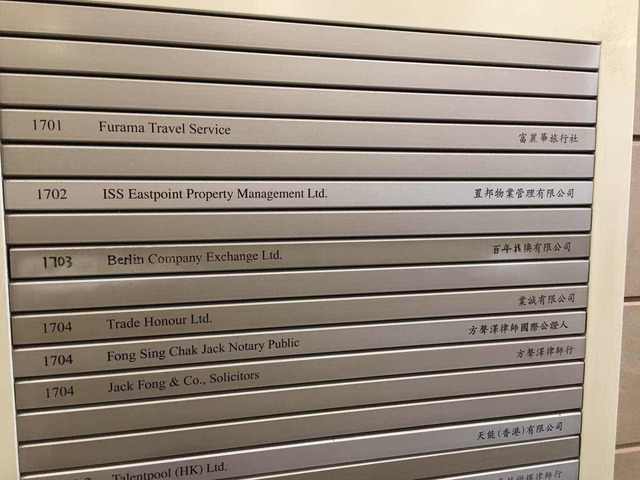 1701 Furama Travel Service 富麗華旅行社
1702 ISS Eastpoint Property Management Ltd. 置邦物業管理有限公司
1703 Berlin Company Exchange Ltd. 百年找換有限公司
1704 Trade Honour Ltd. 業誠有限公司
1704 Fong Sing Chak Jack Notary Public 方聲澤律師國際公證人
1704 Jack Fong & Co., Solicitors 方聲澤律師行
天能(香港)有限公司
Talentpool (HK) Ltd. 律師行